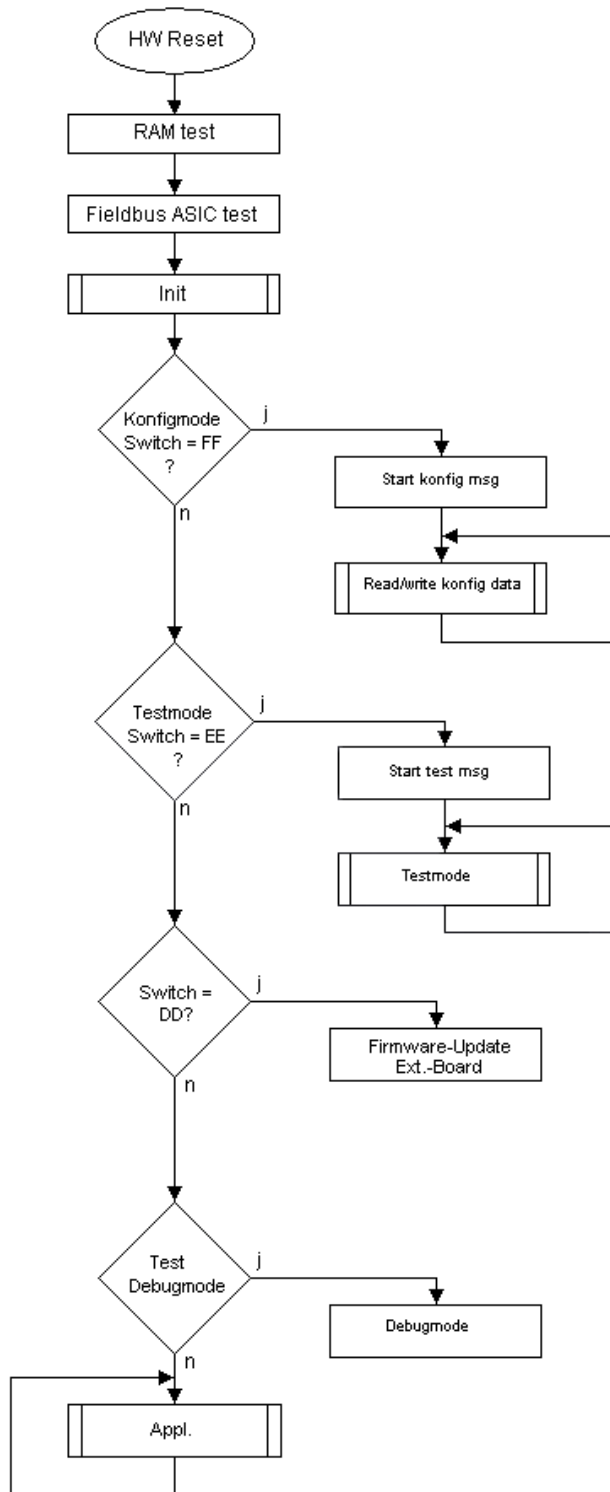 HW Reset
RAM test
Fieldbus ASIC test
Init
Konfigmode
Switch = FF
?
j
n
Start konfig msg
Read/write konfig data
Testmode
Switch = EE
?
j
n
Start test msg
Testmode
Switch =
DD?
j
n
Firmware-Update
Ext.-Board
Test
Debugmode
j
n
Debugmode
Appl.